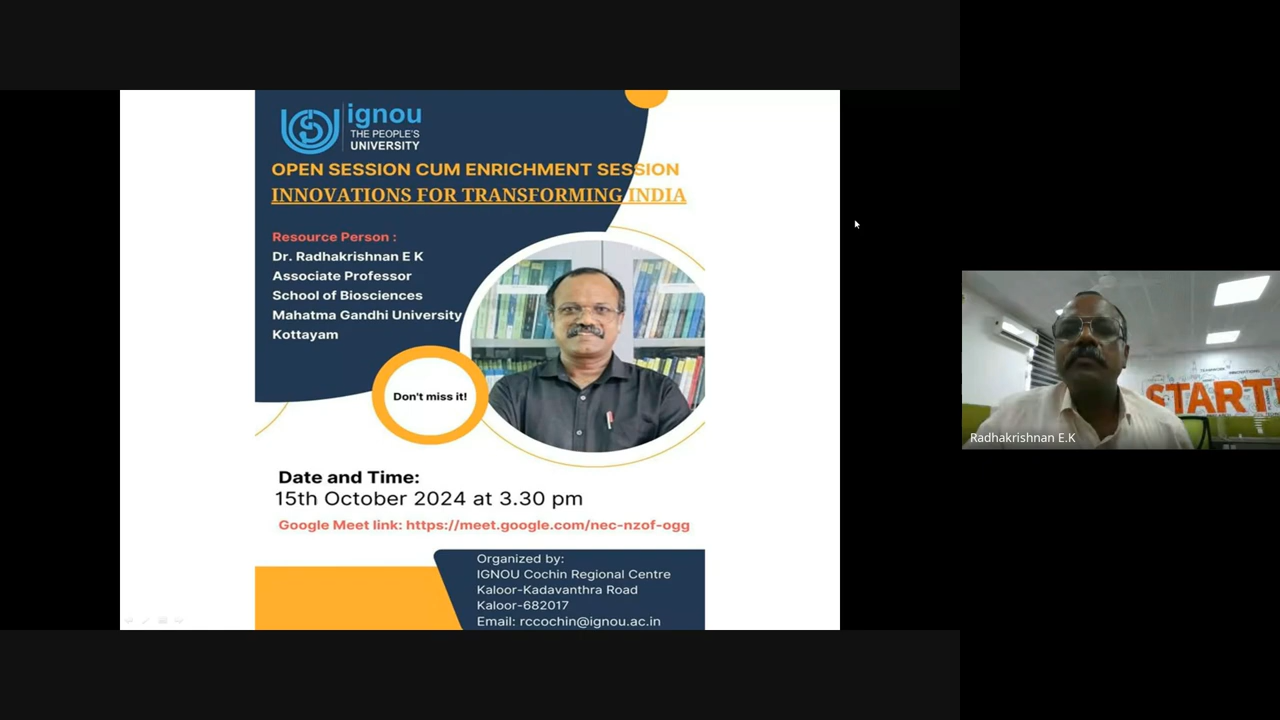 ignou
THE PEOPLE'S
UNIVERSITY
OPEN SESSION CUM ENRICHMENT SESSION
INNOVATIONS FOR TRANSFORMING INDIA
Resource Person :
Dr. Radhakrishnan E K
Associate Professor
School of Biosciences
Mahatma Gandhi University
Kottayam
Don't miss it!
Date and Time:
15th October 2024 at 3.30 pm
Google Meet link: https://meet.google.com/nec-nzof-ogg
Organized by:
IGNOU Cochin Regional Centre
Kaloor-Kadavanthra Road
Kaloor-682017
Email: rccochin@ignou.ac.in
START
Radhakrishnan E.K